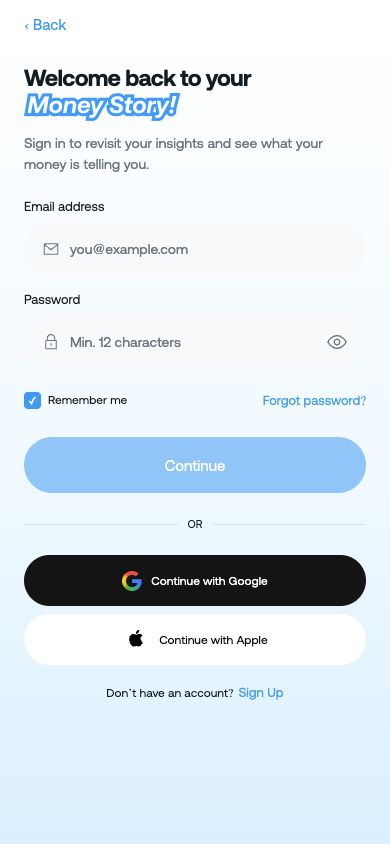 ‹ Back
Welcome back to your
Money Story!
Sign in to revisit your insights and see what your
money is telling you.
Email address
you@example.com
Password
Min. 12 characters
Remember me
Forgot password?
Continue
OR
Continue with Google
Continue with Apple
Don't have an account? Sign Up